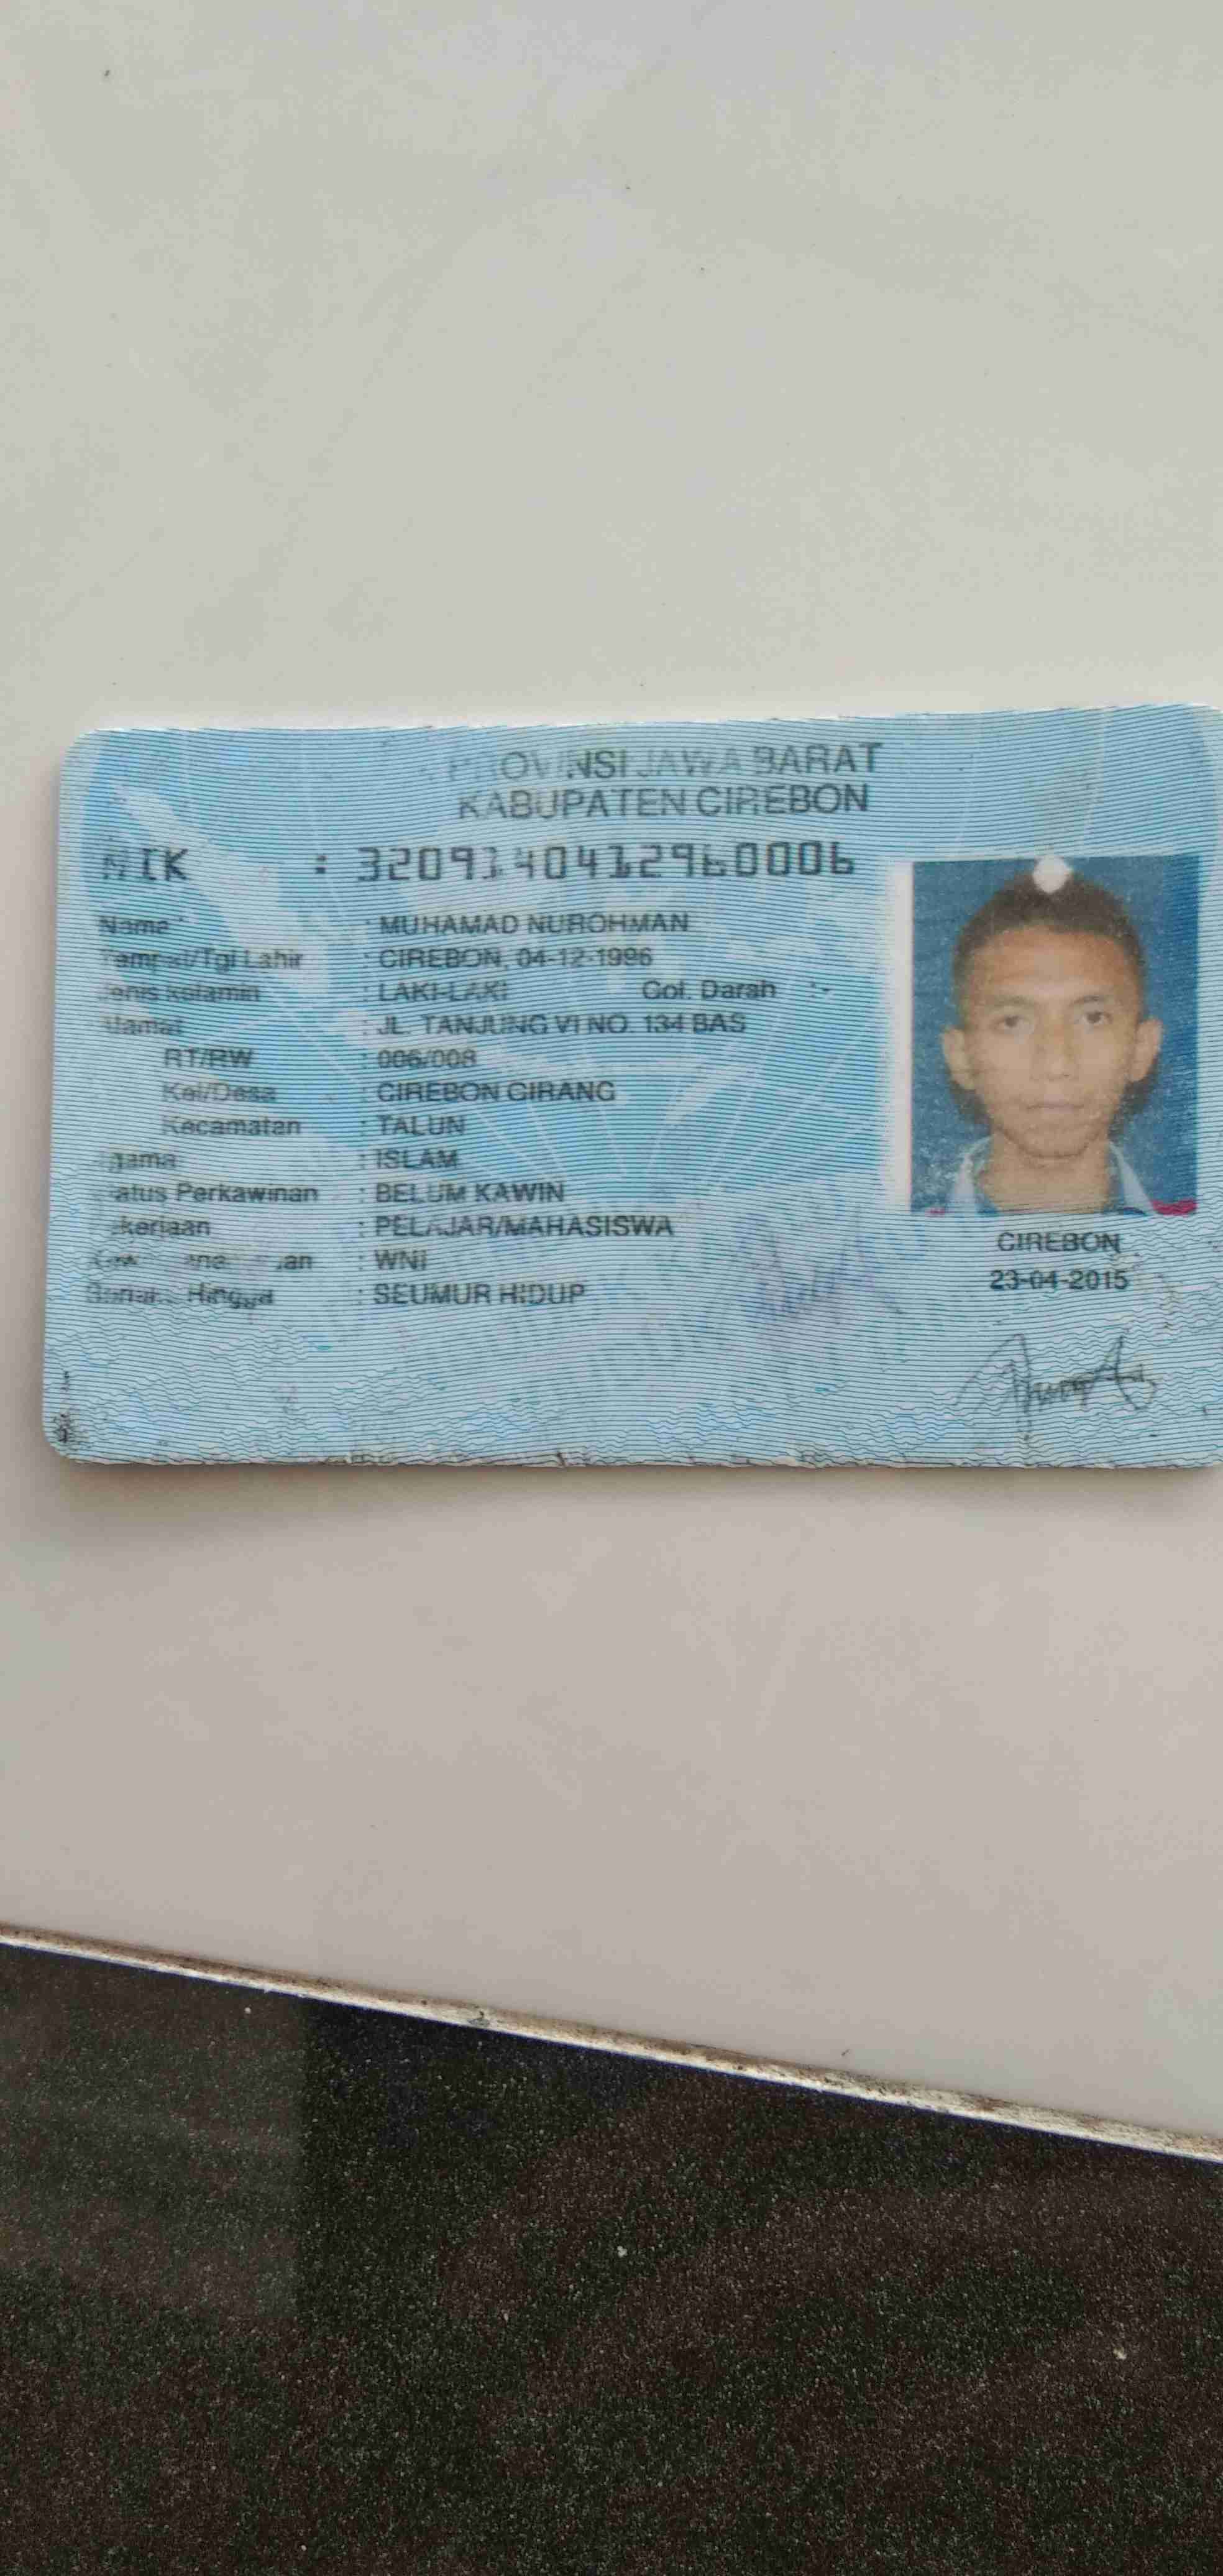 PROVINSI JAWA BARAT
KABUPATEN CIREBON
NIK : 3209140412960006
Nama : MUHAMAD NUROHMAN
Tempat/Tgl Lahir : CIREBON, 04-12-1996
Jenis kelamin : LAKI-LAKI Gol. Darah : -
Alamat : JL. TANJUNG VI NO. 134 BAS
RT/RW : 006/008
Kel/Desa : CIREBON GIRANG
Kecamatan : TALUN
Agama : ISLAM
Status Perkawinan : BELUM KAWIN
Pekerjaan : PELAJAR/MAHASISWA
Kewarganegaraan : WNI
Berlaku Hingga : SEUMUR HIDUP
CIREBON
23-04-2015